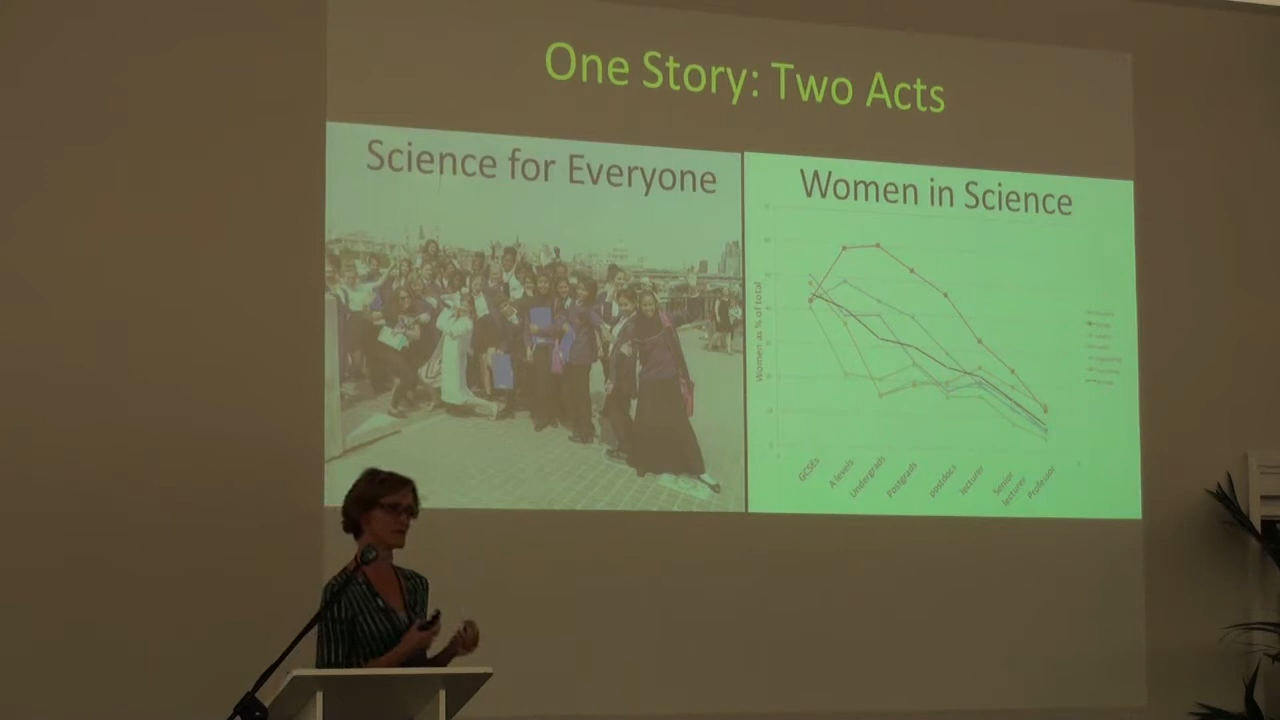 One Story: Two Acts
Science for Everyone
Women in Science
Women as % of total
GCSEs
A levels
Undergrads
Postgrads
postdocs
lecturer
Senior
lecturer
Professor